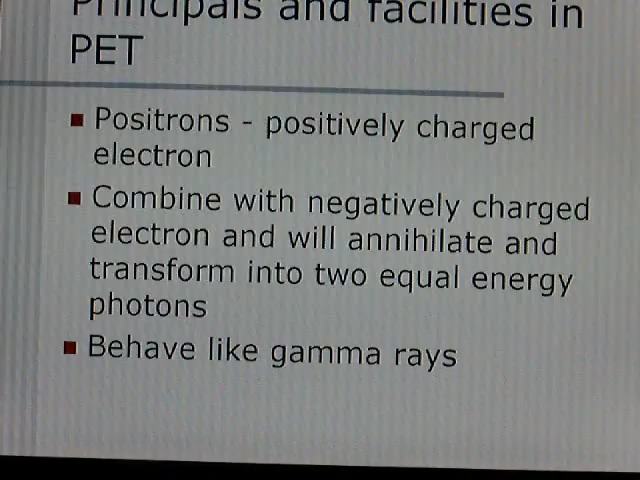 Principals and facilities in
PET
Positrons - positively charged
electron
Combine with negatively charged
electron and will annihilate and
transform into two equal energy
photons
Behave like gamma rays